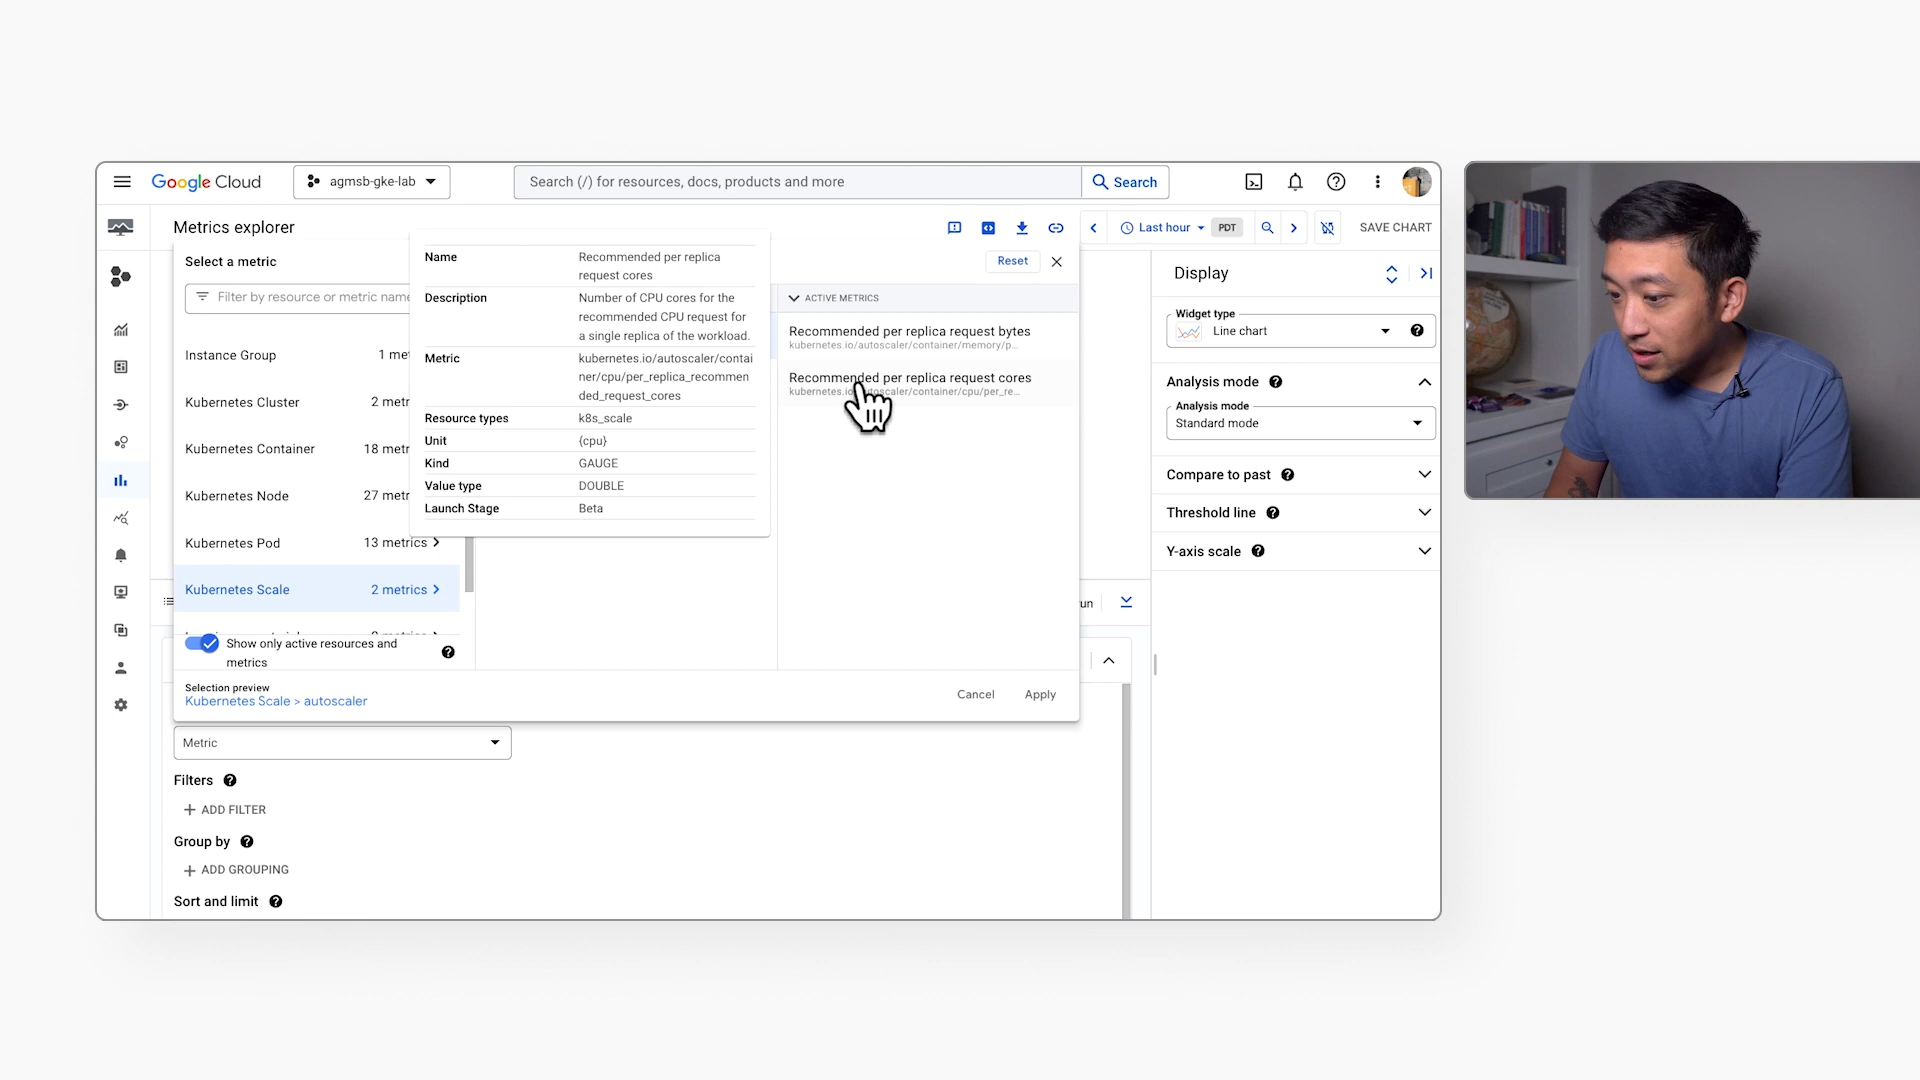 Google Cloud
agmsb-gke-lab
Search (/) for resources, docs, products and more
Search
Metrics explorer
Last hour
PDT
SAVE CHART
Select a metric
Filter by resource or metric name
Reset
Instance Group
1 met
Kubernetes Cluster
2 metr
Kubernetes Container
18 metr
Kubernetes Node
27 metr
Kubernetes Pod
13 metrics
Kubernetes Scale
2 metrics
Show only active resources and
metrics
Selection preview
Kubernetes Scale > autoscaler
Name
Recommended per replica
request cores
Description
Number of CPU cores for the
recommended CPU request for
a single replica of the workload.
Metric
kubernetes.io/autoscaler/contai
ner/cpu/per_replica_recommen
ded_request_cores
Resource types
k8s_scale
Unit
{cpu}
Kind
GAUGE
Value type
DOUBLE
Launch Stage
Beta
ACTIVE METRICS
Recommended per replica request bytes
kubernetes.io/autoscaler/container/memory/p...
Recommended per replica request cores
Cancel
Apply
un
Metric
Filters
ADD FILTER
Group by
ADD GROUPING
Sort and limit
Display
Widget type
Line chart
Analysis mode
Analysis mode
Standard mode
Compare to past
Threshold line
Y-axis scale